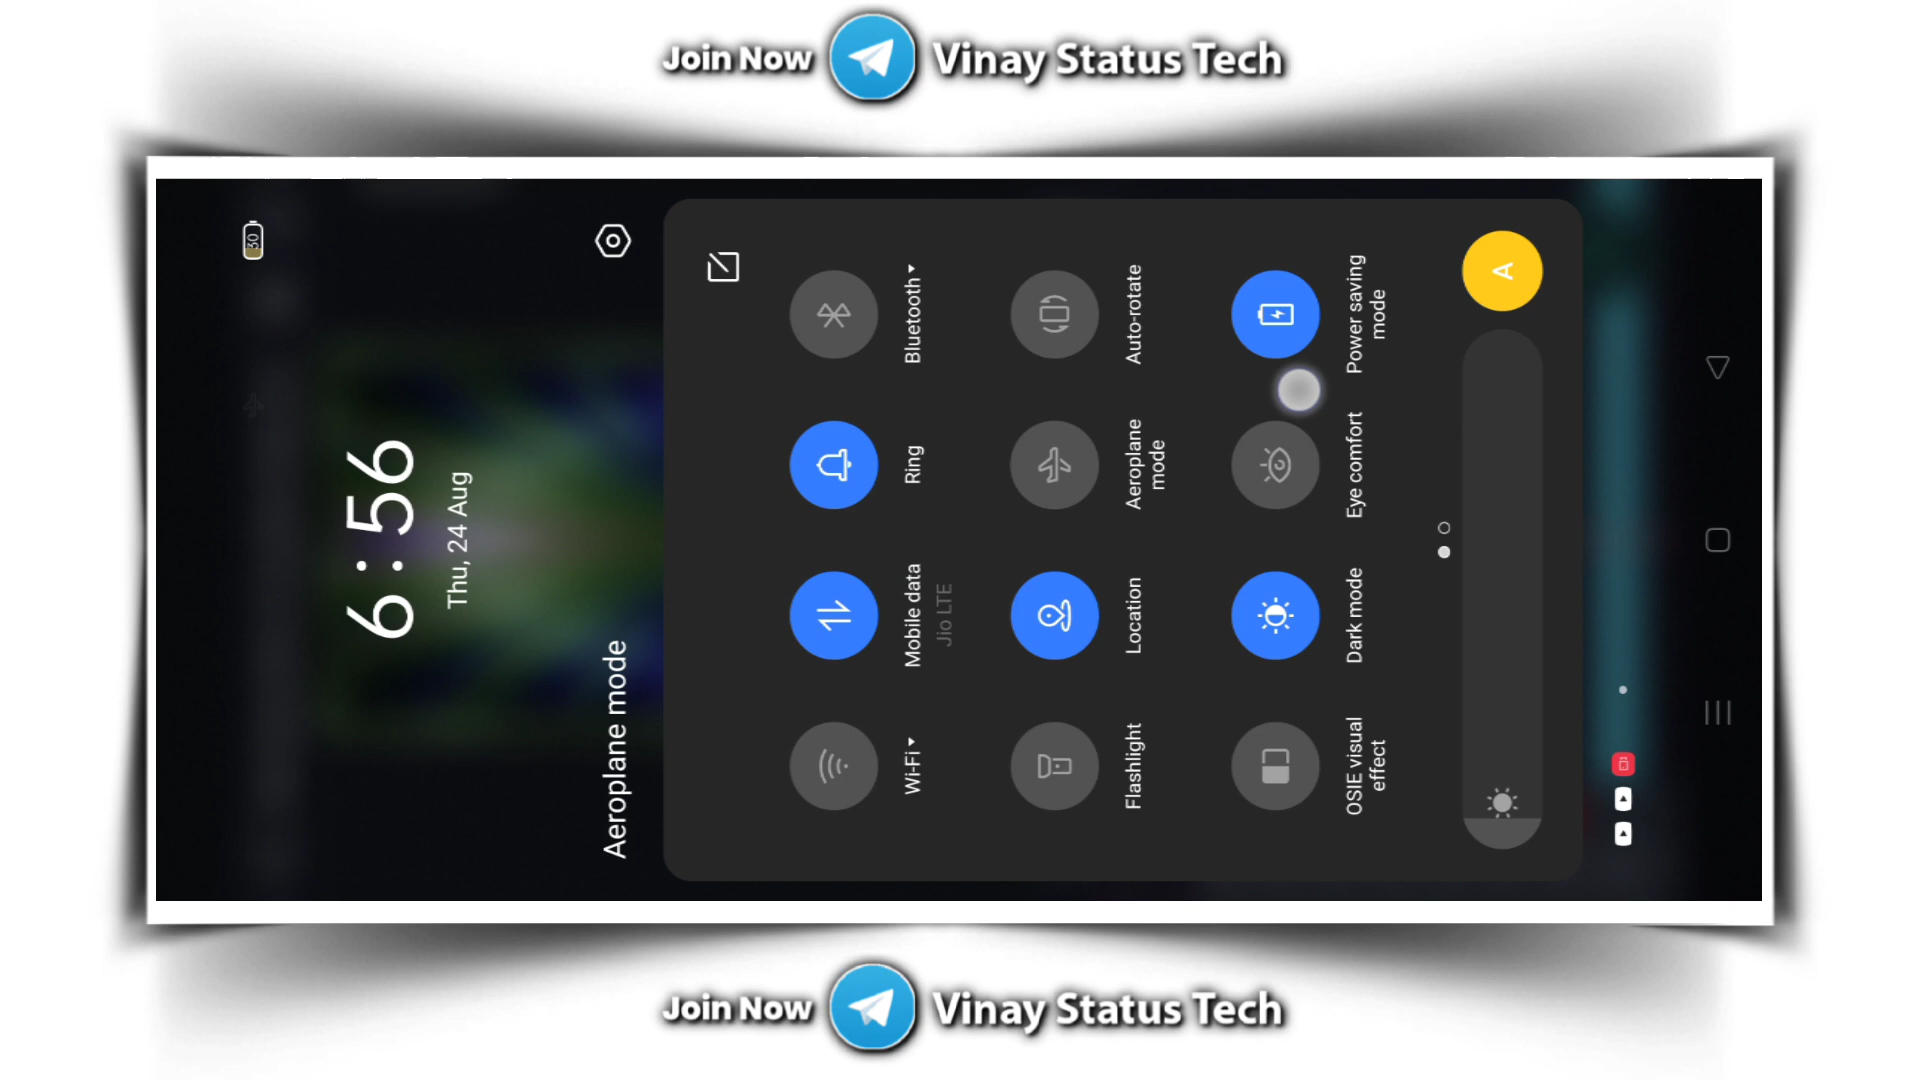 Join Now Vinay Status Tech
30
6:56
Thu, 24 Aug
Aeroplane mode
Wi-Fi
Mobile data
Jio LTE
Ring
Bluetooth
Flashlight
Location
Aeroplane
mode
Auto-rotate
OSIE visual
effect
Dark mode
Eye comfort
Power saving
mode
A
Join Now Vinay Status Tech